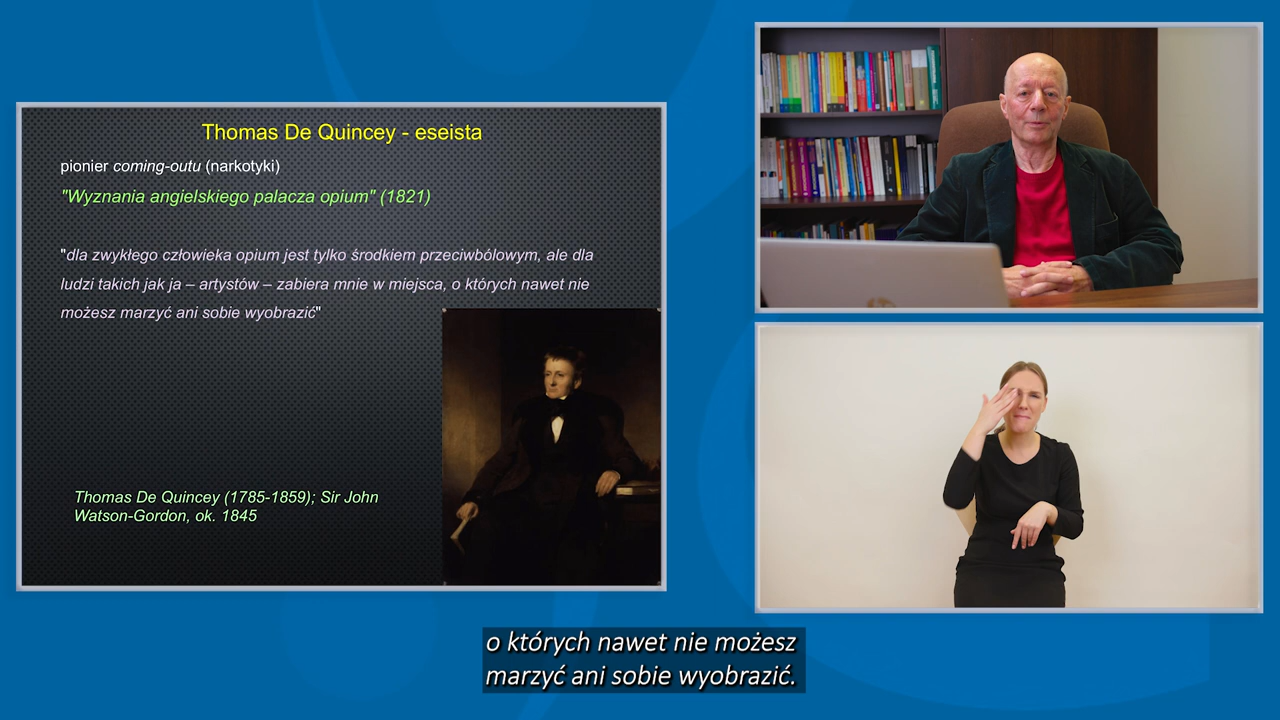 Thomas De Quincey - eseista
pionier coming-outu (narkotyki)
"Wyznania angielskiego palacza opium" (1821)
"dla zwykłego człowieka opium jest tylko środkiem przeciwbólowym, ale dla
ludzi takich jak ja – artystów – zabiera mnie w miejsca, o których nawet nie
możesz marzyć ani sobie wyobrazić"
Thomas De Quincey (1785-1859); Sir John
Watson-Gordon, ok. 1845
o których nawet nie możesz
marzyć ani sobie wyobrazić.